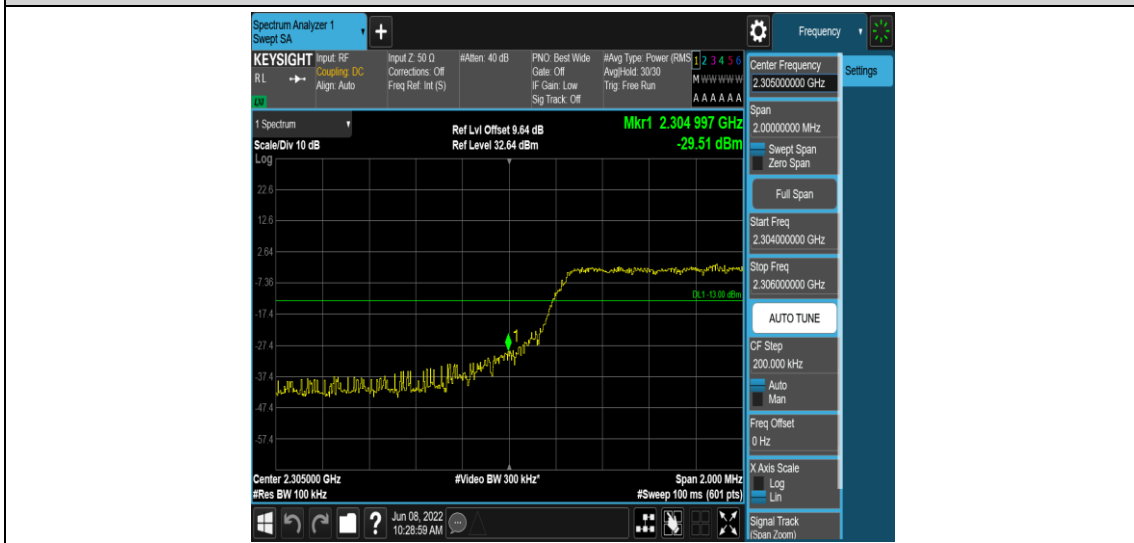 Spectrum Analyzer 1
Swept SA
+
Frequency
KEYSIGHT
RL
Input: RF
Coupling: DC
Align: Auto
Input Z: 50 Ω
Corrections: Off
Freq Ref: Int (S)
#Atten: 40 dB
PNO: Best Wide
Gate: Off
IF Gain: Low
Sig Track: Off
#Avg Type: Power (RMS
Avg|Hold: 30/30
Trig: Free Run
1 2 3 4 5 6
M W W W W W
A A A A A A
1 Spectrum
Scale/Div 10 dB
Log
Ref Lvl Offset 9.64 dB
Ref Level 32.64 dBm
Mkr1 2.304 997 GHz
-29.51 dBm
22.6
12.6
2.64
-7.36
-17.4
-27.4
-37.4
-47.4
-57.4
DL1 -13.00 dBm
1
Center 2.305000 GHz
#Res BW 100 kHz
#Video BW 300 kHz*
Span 2.000 MHz
#Sweep 100 ms (601 pts)
Center Frequency
2.305000000 GHz
Settings
Span
2.00000000 MHz
Swept Span
Zero Span
Full Span
Start Freq
2.304000000 GHz
Stop Freq
2.306000000 GHz
AUTO TUNE
CF Step
200.000 kHz
Auto
Man
Freq Offset
0 Hz
X Axis Scale
Log
Lin
Signal Track
(Span Zoom)
?
Jun 08, 2022
10:28:59 AM